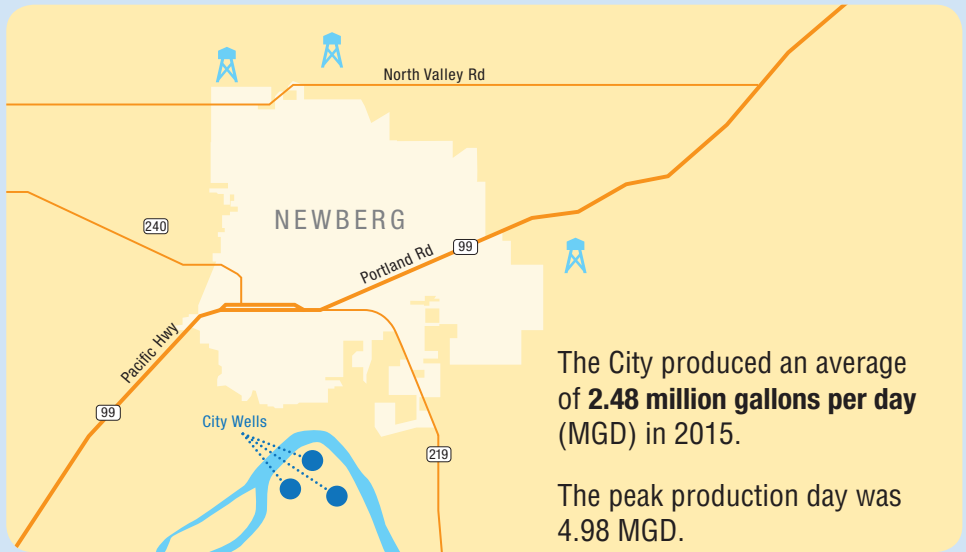 North Valley Rd
240
NEWBERG
99
Portland Rd
Pacific Hwy
99
City Wells
219
The City produced an average
of 2.48 million gallons per day
(MGD) in 2015.
The peak production day was
4.98 MGD.